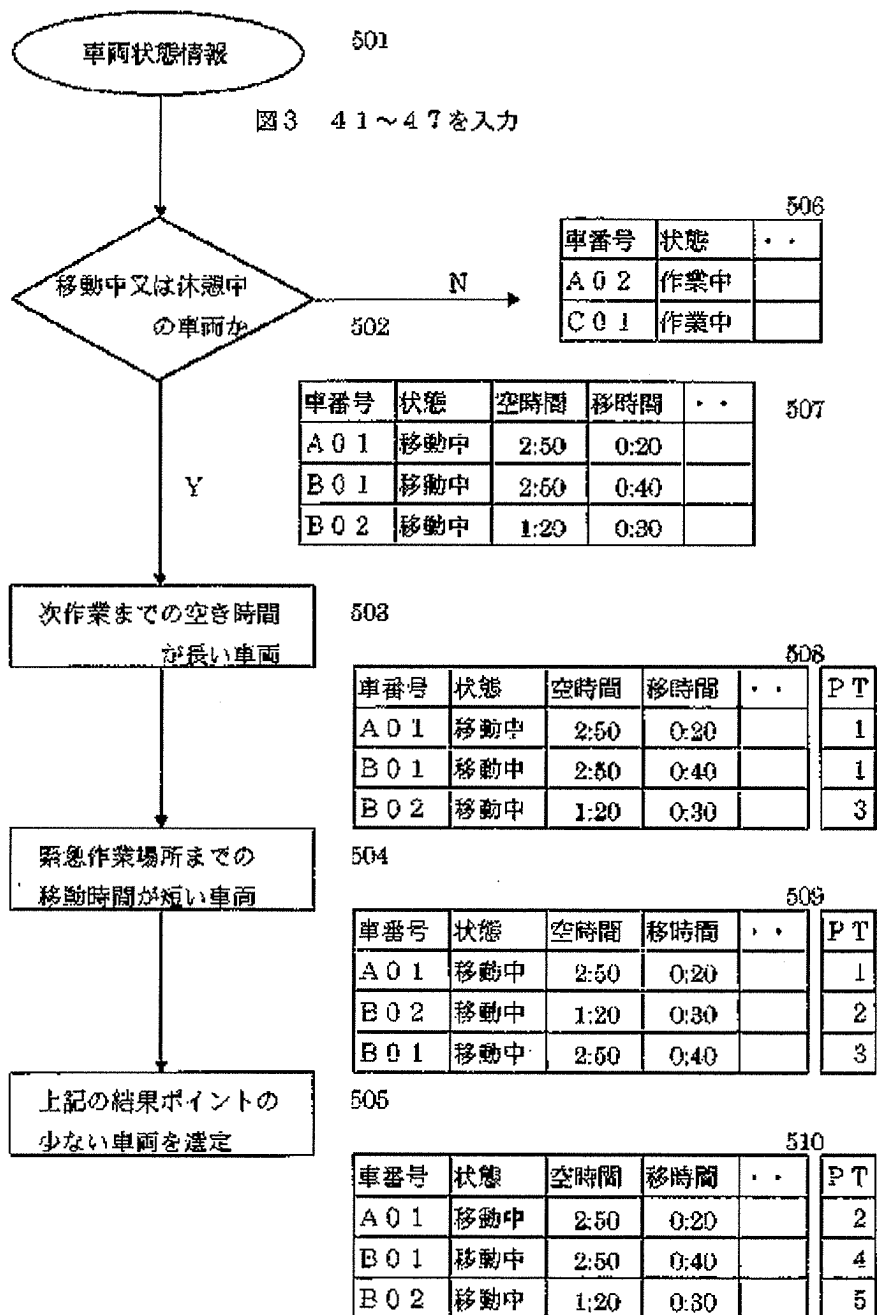 車両状態情報
501
図3 41~47を入力
506
車番号 状態 ・・
A02 作業中
C01 作業中
移動中又は休憩中
の車両か
N
502
車番号 状態 空時間 移時間 ・・
507
A01 移動中 2:50 0:20
B01 移動中 2:50 0:40
B02 移動中 1:20 0:30
Y
次作業までの空き時間
が長い車両
503
508
車番号 状態 空時間 移時間 ・・ PT
A01 移動中 2:50 0:20 1
B01 移動中 2:50 0:40 1
B02 移動中 1:20 0:30 3
緊急作業場所までの
移動時間が短い車両
504
509
車番号 状態 空時間 移時間 ・・ PT
A01 移動中 2:50 0:20 1
B02 移動中 1:20 0:30 2
B01 移動中 2:50 0:40 3
上記の結果ポイントの
少ない車両を選定
505
510
車番号 状態 空時間 移時間 ・・ PT
A01 移動中 2:50 0:20 2
B01 移動中 2:50 0:40 4
B02 移動中 1:20 0:30 5